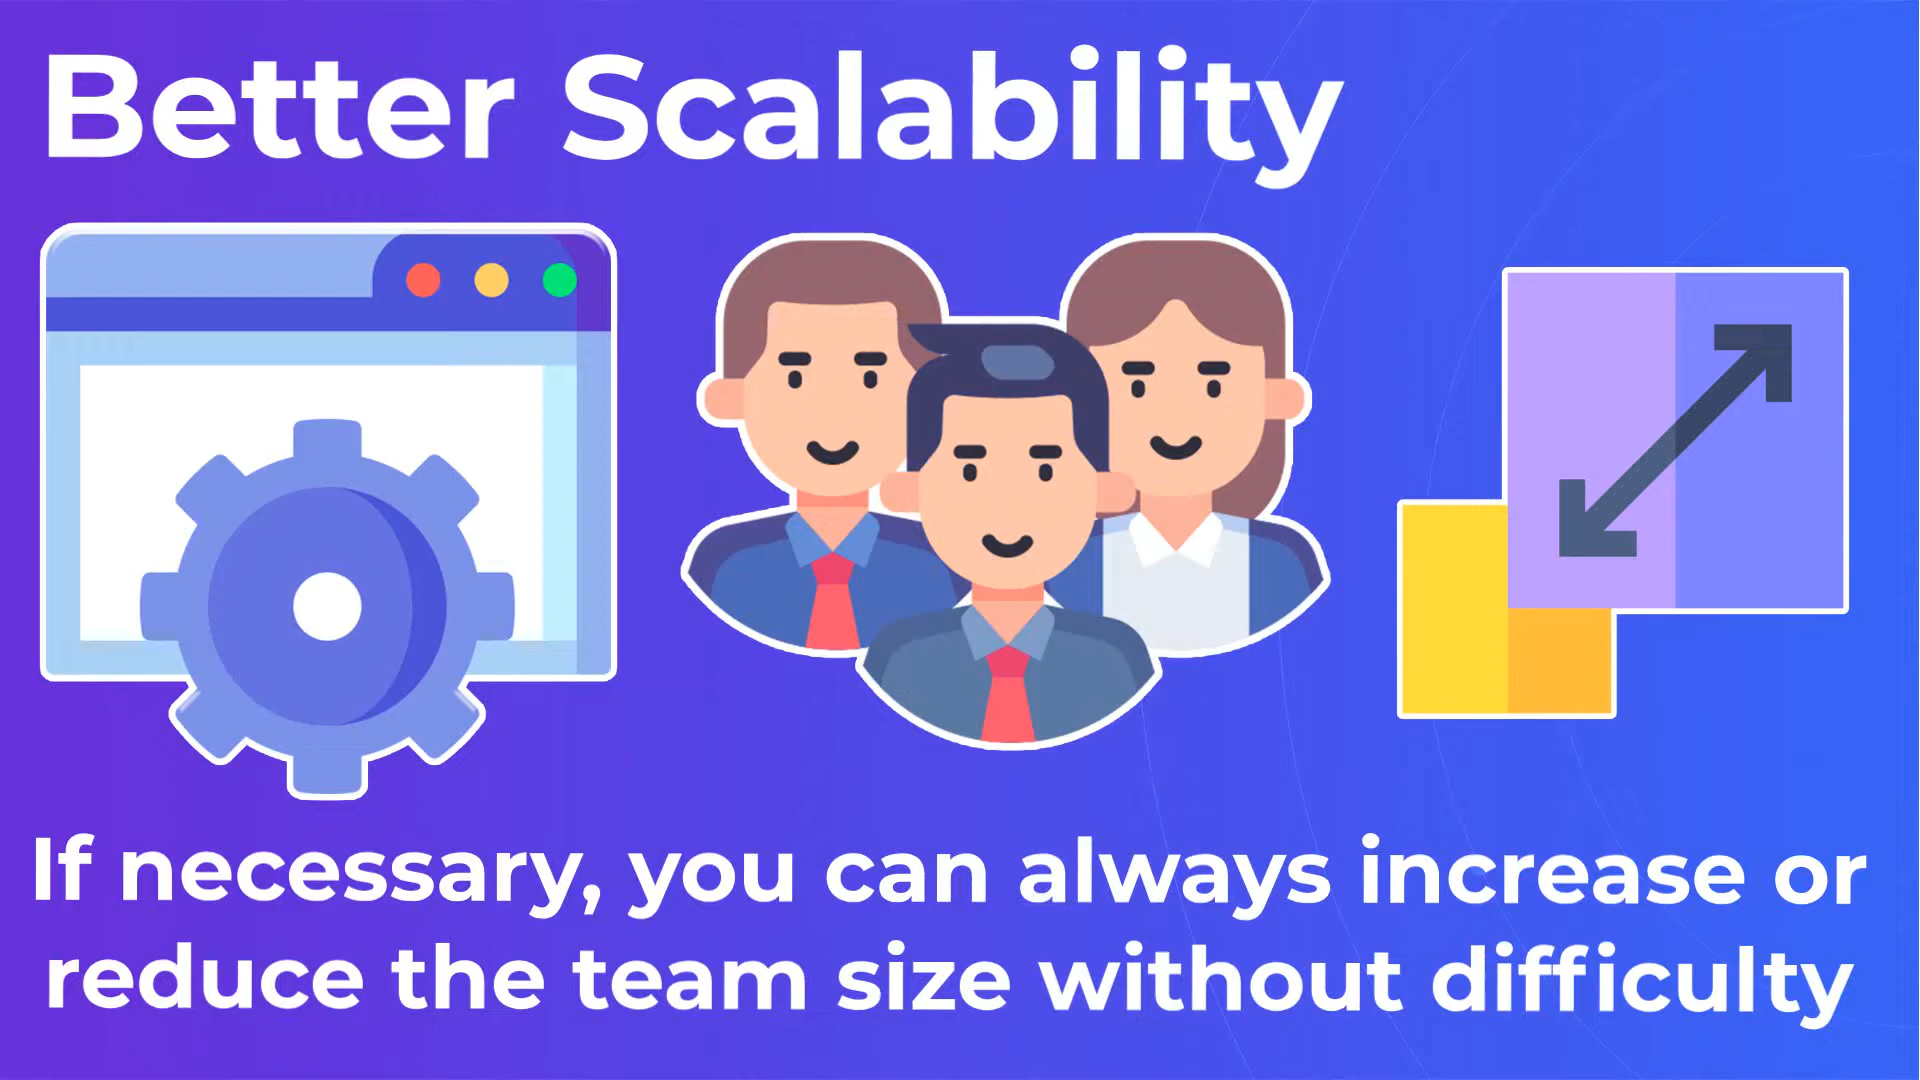 Better Scalability
If necessary, you can always increase or
reduce the team size without difficulty